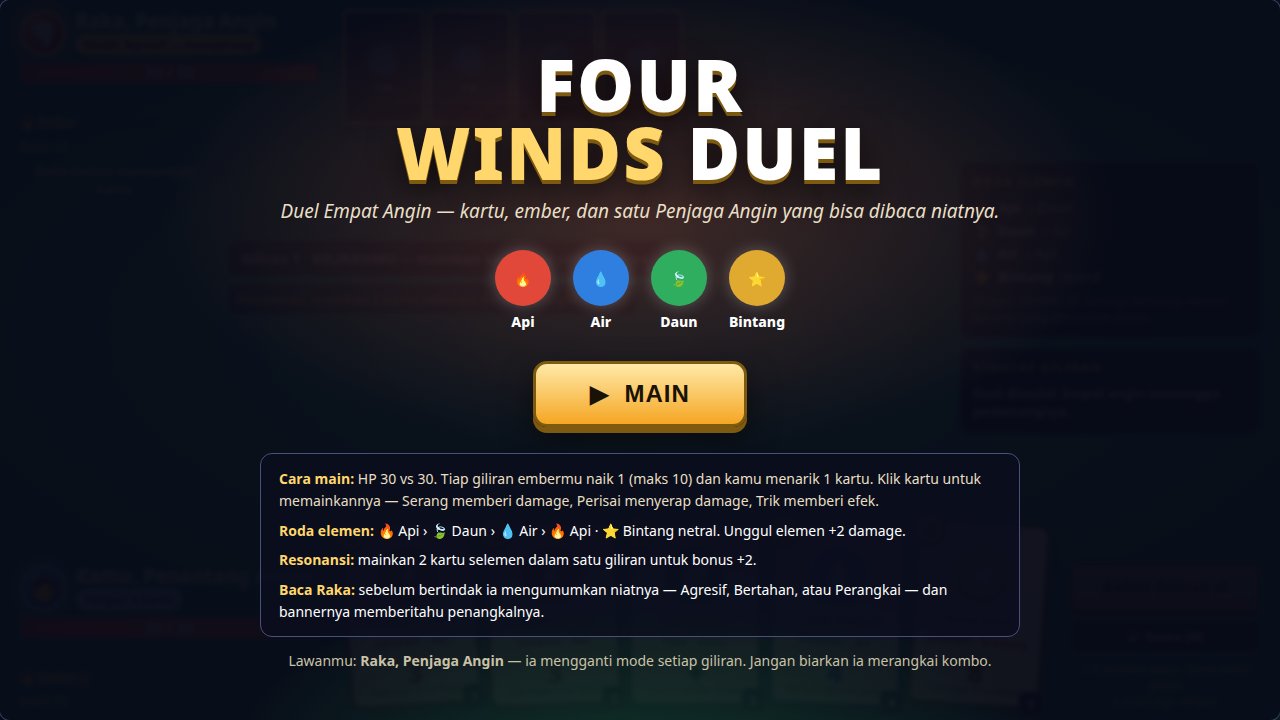 FOUR
WINDS DUEL
Duel Empat Angin — kartu, ember, dan satu Penjaga Angin yang bisa dibaca niatnya.
Api Air Daun Bintang
▶ MAIN
Cara main: HP 30 vs 30. Tiap giliran embermu naik 1 (maks 10) dan kamu menarik 1 kartu. Klik kartu untuk
memainkannya — Serang memberi damage, Perisai menyerap damage, Trik memberi efek.
Roda elemen: 🔥 Api › 🍃 Daun › 💧 Air › 🔥 Api · ⭐ Bintang netral. Unggul elemen +2 damage.
Resonansi: mainkan 2 kartu selemen dalam satu giliran untuk bonus +2.
Baca Raka: sebelum bertindak ia mengumumkan niatnya — Agresif, Bertahan, atau Perangkai — dan
bannernya memberitahu penangkalnya.
Lawanmu: Raka, Penjaga Angin — ia mengganti mode setiap giliran. Jangan biarkan ia merangkai kombo.
Raka, Penjaga Angin